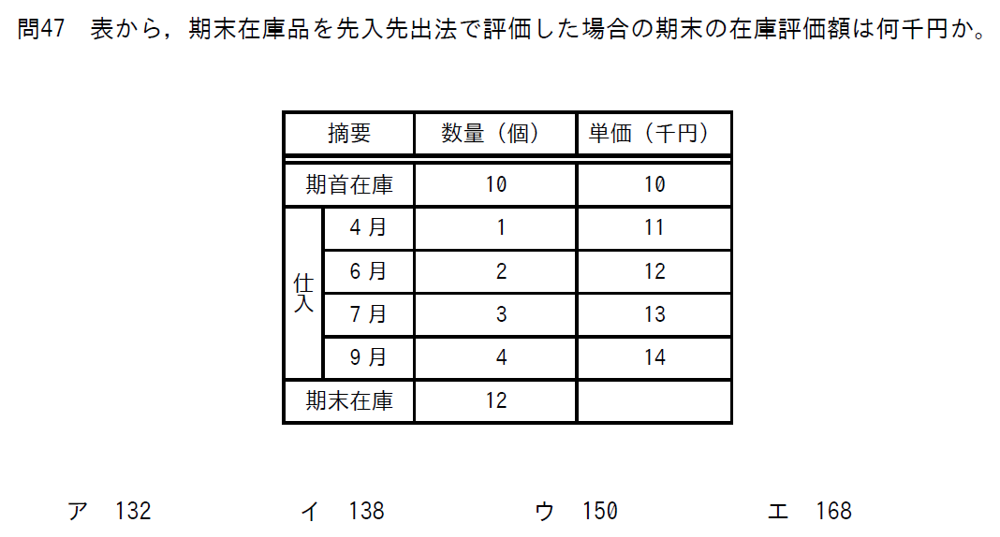 問47　表から，期末在庫品を先入先出法で評価した場合の期末の在庫評価額は何千円か。
摘要　数量（個）　単価（千円）
期首在庫　10　10
仕入
4月　1　11
6月　2　12
7月　3　13
9月　4　14
期末在庫　12
ア　132　イ　138　ウ　150　エ　168